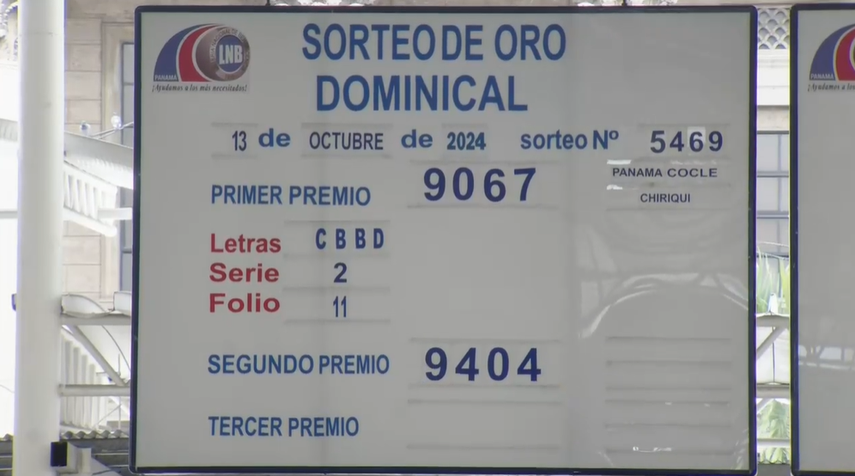 LNB
PANAMA
¡Ayudamos a los más necesitados!
SORTEO DE ORO
DOMINICAL
13 de OCTUBRE de 2024 sorteo Nº 5469
PRIMER PREMIO 9067 PANAMA COCLE
CHIRIQUI
Letras C B B D
Serie 2
Folio 11
SEGUNDO PREMIO 9404
TERCER PREMIO
PANAMA